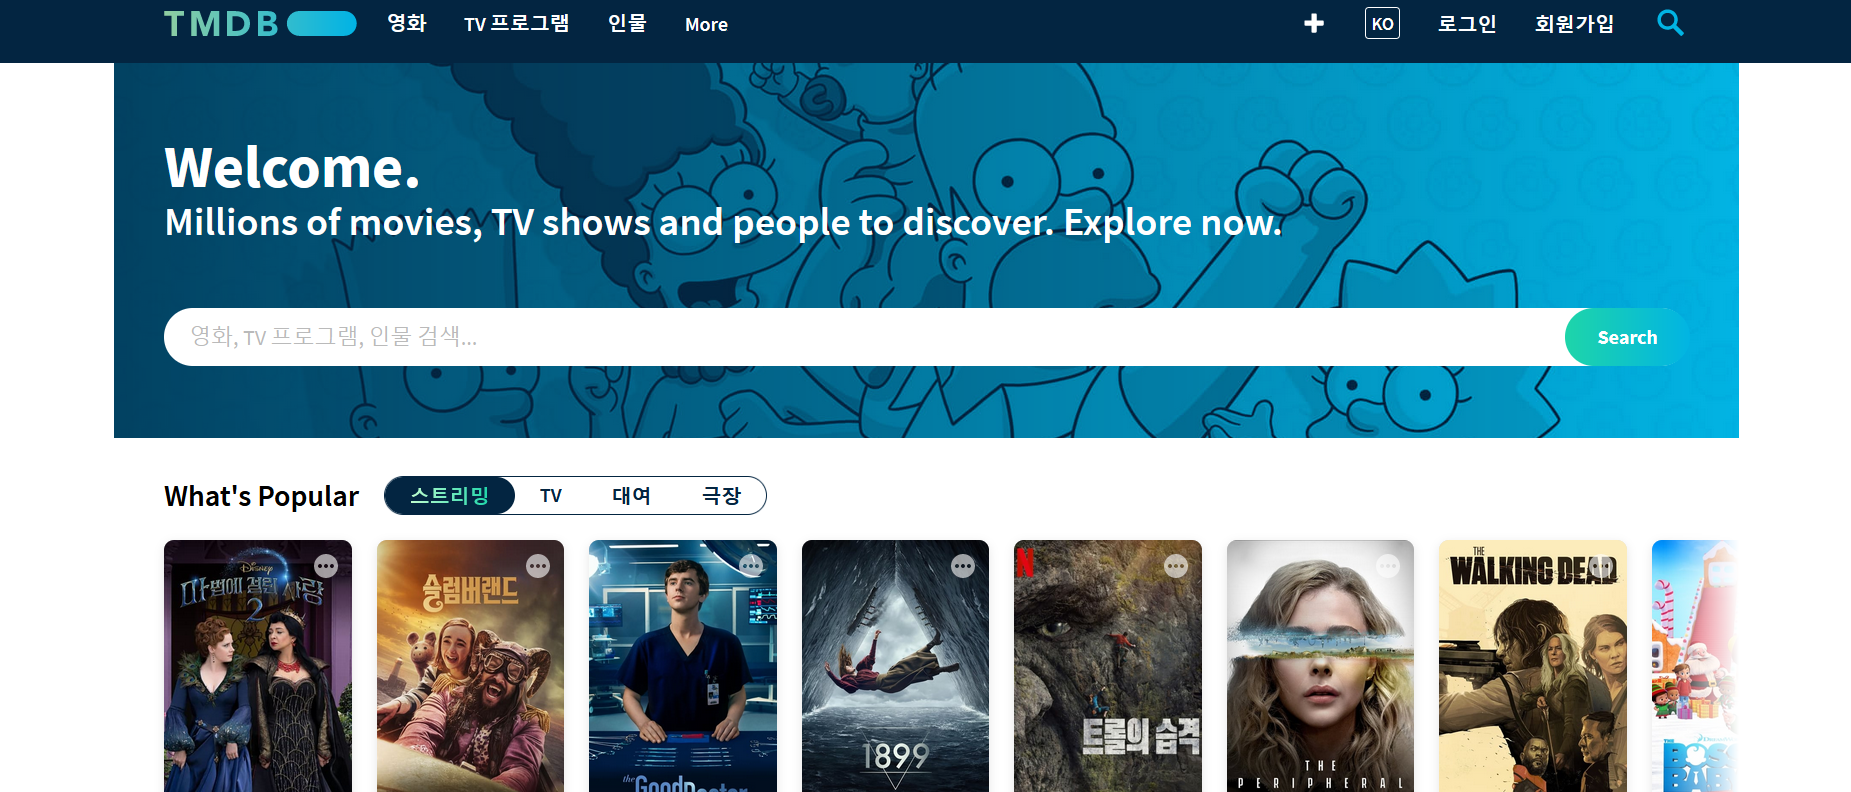 TMDB 영화 TV 프로그램 인물 More KO 로그인 회원가입
Welcome.
Millions of movies, TV shows and people to discover. Explore now.
영화, TV 프로그램, 인물 검색... Search
What's Popular 스트리밍 TV 대여 극장
Disney
마법에 걸린 사랑
2
슬럼버랜드
the GoodDoctor
1899
N
트롤의 습격
THE
PERIPHERAL
THE
WALKING DEAD
THE
BOSS
BABY